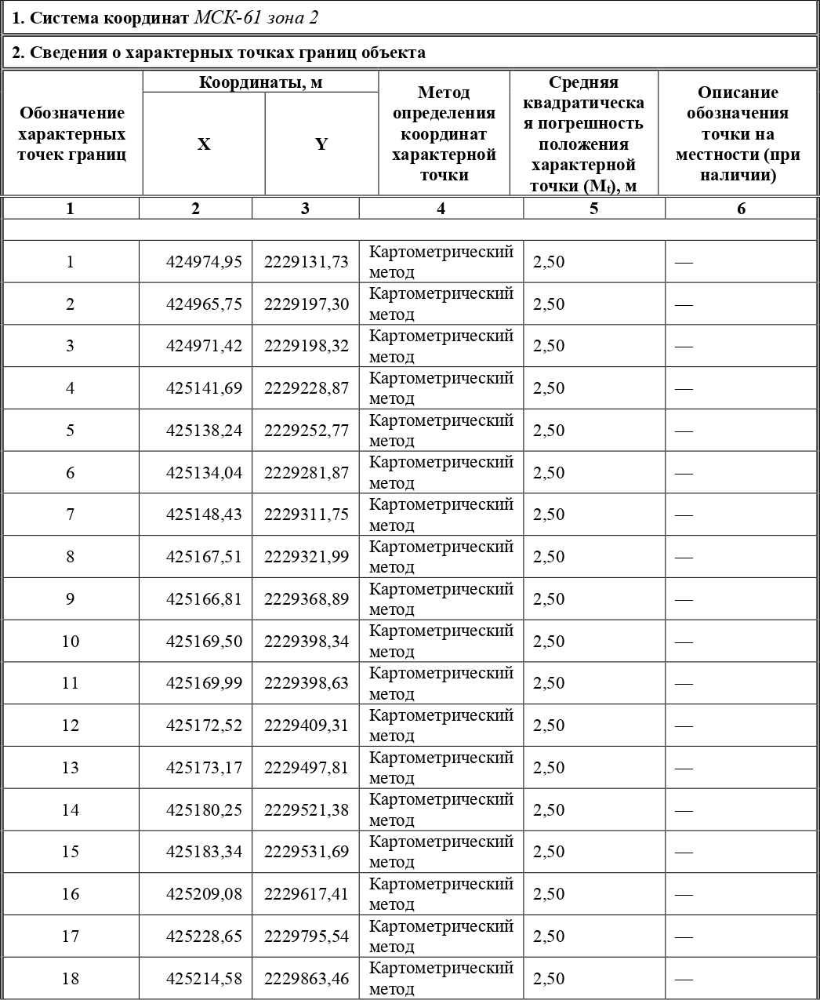 1. Система координат МСК-61 зона 2
2. Сведения о характерных точках границ объекта
Обозначение характерных точек границ
Координаты, м
X
Y
Метод определения координат характерной точки
Средняя квадратическа я погрешность положения характерной точки (Mt), м
Описание обозначения точки на местности (при наличии)
1 2 3 4 5 6
1 424974,95 2229131,73 Картометрический метод 2,50 —
2 424965,75 2229197,30 Картометрический метод 2,50 —
3 424971,42 2229198,32 Картометрический метод 2,50 —
4 425141,69 2229228,87 Картометрический метод 2,50 —
5 425138,24 2229252,77 Картометрический метод 2,50 —
6 425134,04 2229281,87 Картометрический метод 2,50 —
7 425148,43 2229311,75 Картометрический метод 2,50 —
8 425167,51 2229321,99 Картометрический метод 2,50 —
9 425166,81 2229368,89 Картометрический метод 2,50 —
10 425169,50 2229398,34 Картометрический метод 2,50 —
11 425169,99 2229398,63 Картометрический метод 2,50 —
12 425172,52 2229409,31 Картометрический метод 2,50 —
13 425173,17 2229497,81 Картометрический метод 2,50 —
14 425180,25 2229521,38 Картометрический метод 2,50 —
15 425183,34 2229531,69 Картометрический метод 2,50 —
16 425209,08 2229617,41 Картометрический метод 2,50 —
17 425228,65 2229795,54 Картометрический метод 2,50 —
18 425214,58 2229863,46 Картометрический метод 2,50 —